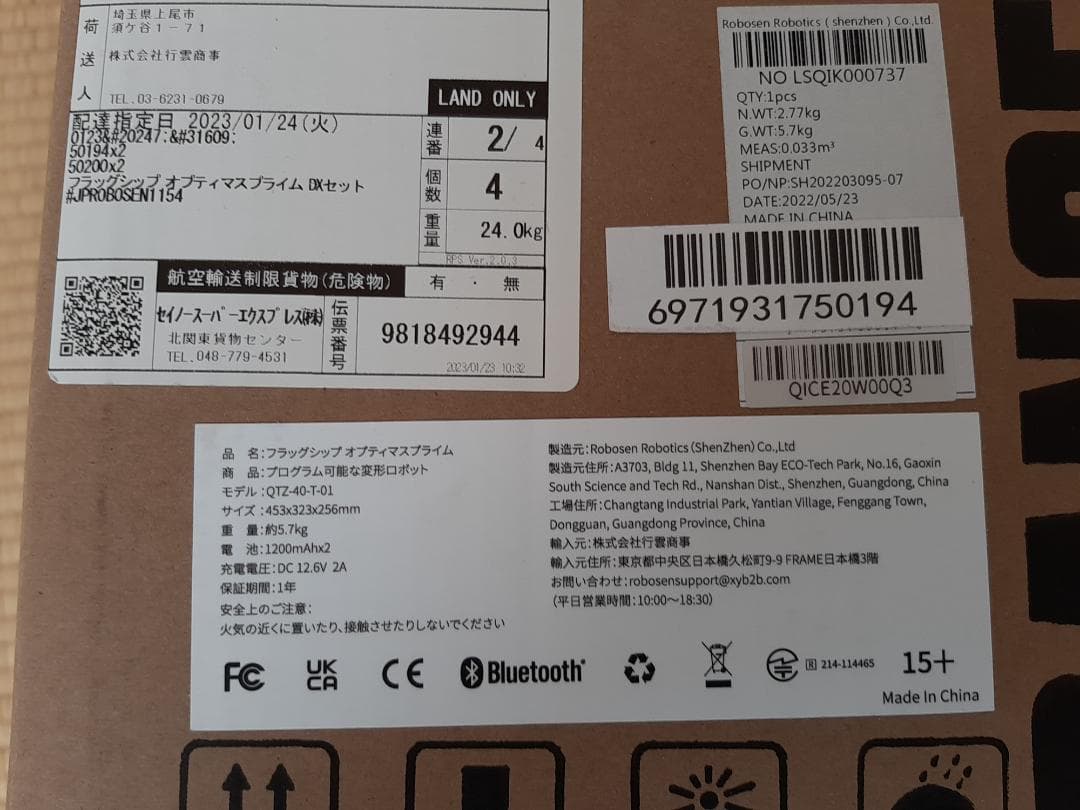 荷
送
人
埼玉県上尾市
須ケ谷1-71
株式会社行雲商事
TEL.03-6231-0679
LAND ONLY
配達指定日 2023/01/24(火)
0123&#20247:&#31609:
50194x2
50200x2
フラッグシップ オプティマスプライム DXセット
#JPROBOSEN1154
連番
2/ 4
個数
4
重量
24.0kg
RPS Ver.2.0.3
航空輸送制限貨物(危険物)
有 ・ 無
セイノースーパーエクスプレス(株)
北関東貨物センター
TEL.048-779-4531
伝票番号
9818492944
2023/01/23 10:32
Robosen Robotics ( shenzhen ) Co.,Ltd.
NO LSQIK000737
QTY:1pcs
N.WT:2.77kg
G.WT:5.7kg
MEAS:0.033m³
SHIPMENT
PO/NP:SH202203095-07
DATE:2022/05/23
MADE IN CHINA
6971931750194
QICE20W00Q3
品 名:フラッグシップ オプティマスプライム
商 品:プログラム可能な変形ロボット
モデル:QTZ-40-T-01
サイズ:453x323x256mm
重 量:約5.7kg
電 池:1200mAhx2
充電電圧:DC 12.6V 2A
保証期間:1年
安全上のご注意:
火気の近くに置いたり、接触させたりしないでください
製造元:Robosen Robotics (ShenZhen) Co.,Ltd
製造元住所:A3703, Bldg 11, Shenzhen Bay ECO-Tech Park, No.16, Gaoxin
South Science and Tech Rd., Nanshan Dist., Shenzhen, Guangdong, China
工場住所:Changtang Industrial Park, Yantian Village, Fenggang Town,
Dongguan, Guangdong Province, China
輸入元:株式会社行雲商事
輸入元住所:東京都中央区日本橋久松町9-9 FRAME日本橋3階
お問い合わせ:robosensupport@xyb2b.com
(平日営業時間:10:00〜18:30)
FC
UK
CA
CE
Bluetooth®
R 214-114465
15+
Made In China